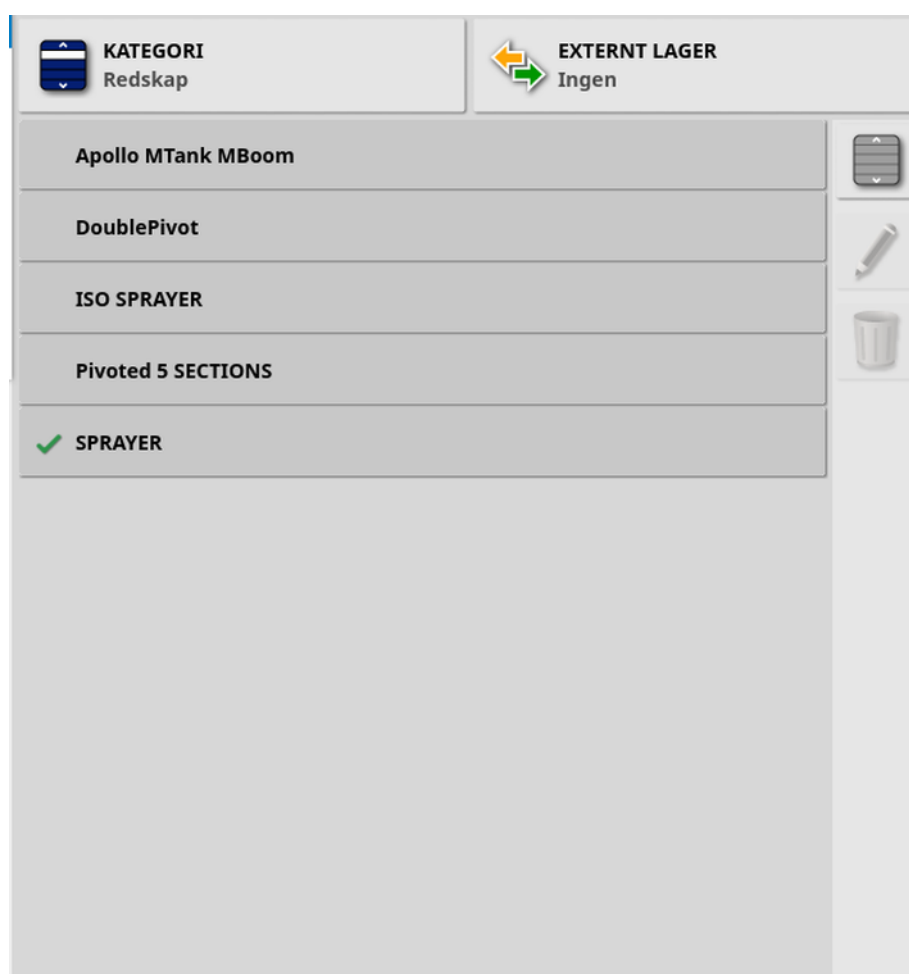 KATEGORI
Redskap
EXTERNT LAGER
Ingen
Apollo MTank MBoom
DoublePivot
ISO SPRAYER
Pivoted 5 SECTIONS
SPRAYER